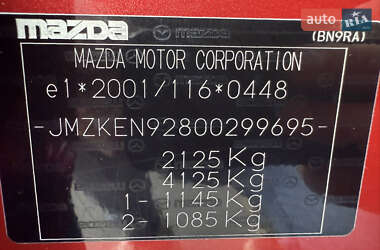 mazda
auto RIA
(BN9RA)
MAZDA MOTOR CORPORATION
e1*2001/116*0448
-JMZKEN92800299695-
2125 Kg
4125 Kg
1- 1145 Kg
2- 1085 Kg